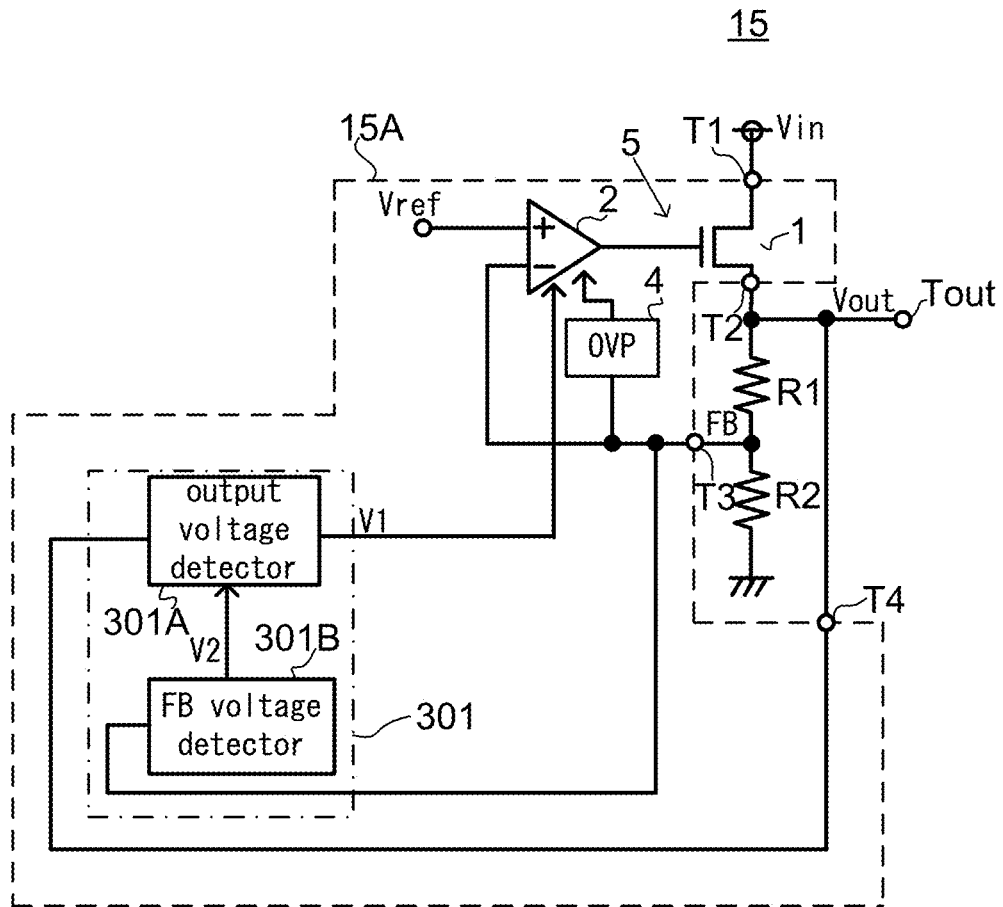 15
15A
T1
Vin
5
Vref
2
+
−
1
4
OVP
T2
Vout
Tout
R1
FB
T3
R2
output
voltage
detector
V1
301A
V2
301B
T4
FB voltage
detector
301